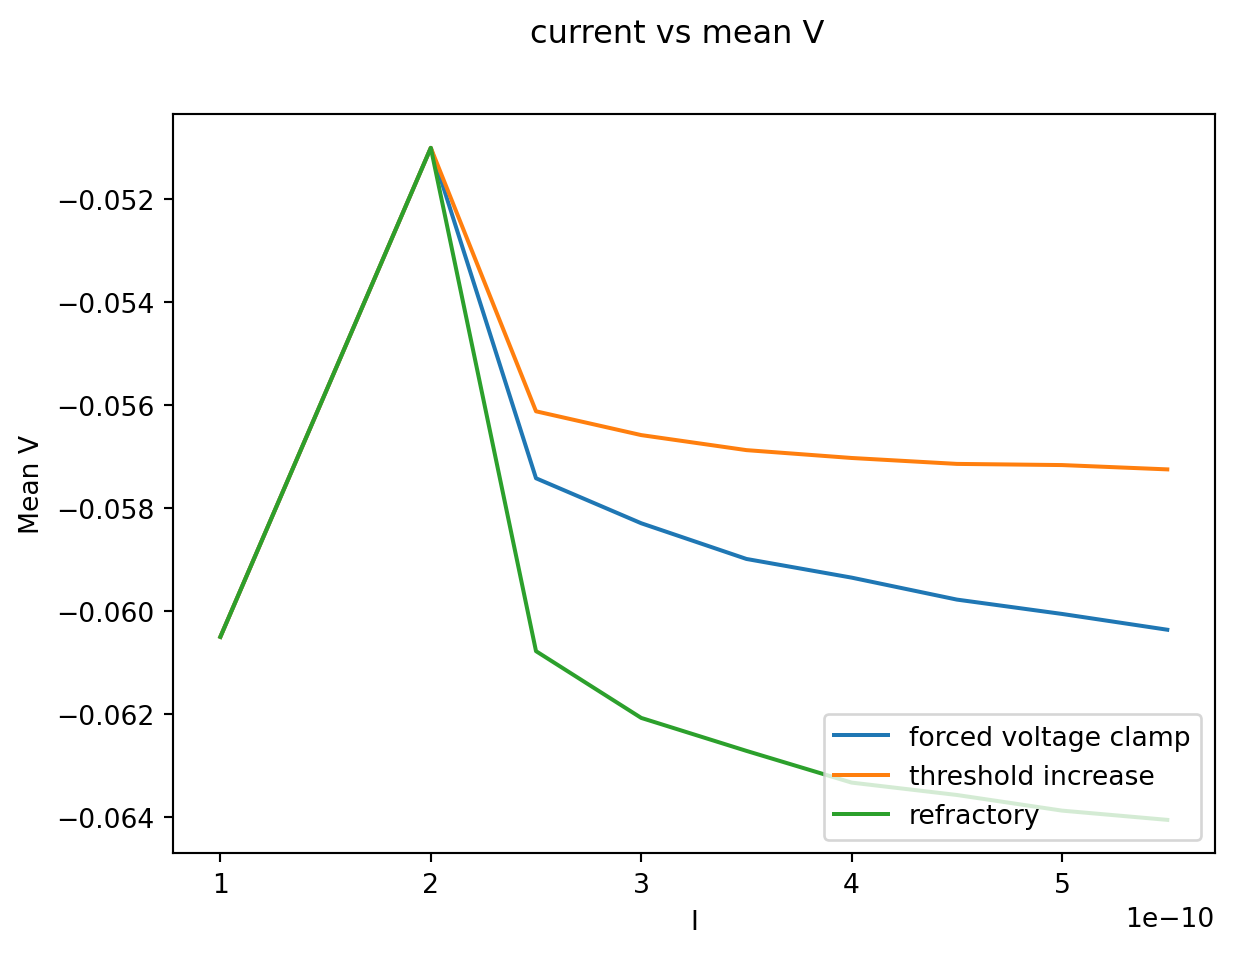 current vs mean V
−0.052
−0.054
−0.056
−0.058
−0.060
−0.062
−0.064
Mean V
forced voltage clamp
threshold increase
refractory
1 2 3 4 5
1e−10
I